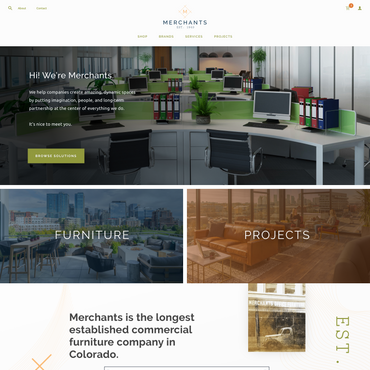 About
Contact
MERCHANTS
SHOP
BRANDS
SERVICES
PROJECTS
Hi! We're Merchants.
We help companies create amazing, dynamic spaces
by putting imagination, people, and long-term
partnership at the center of everything we do.
It's nice to meet you.
BROWSE SOLUTIONS
FURNITURE
PROJECTS
Merchants is the longest
established commercial
furniture company in
Colorado.
EST.